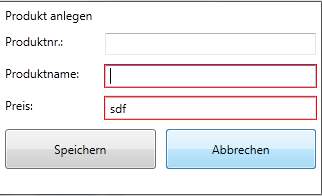 Produkt anlegen
Produktnr.:
Produktname:
Preis: sdf
Speichern Abbrechen